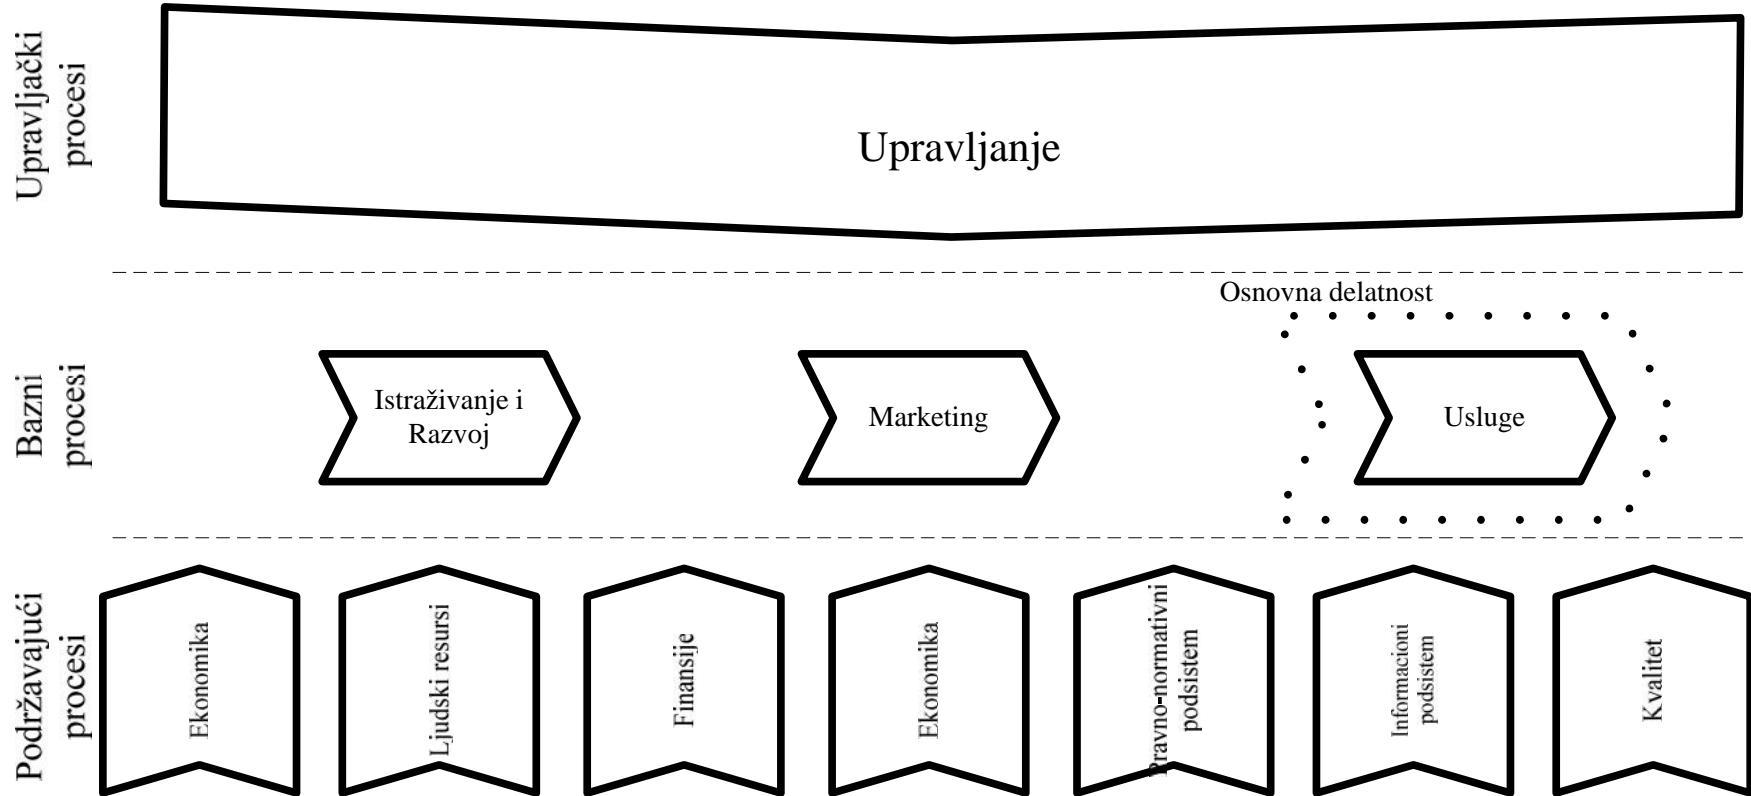 Upravljački
procesi
Upravljanje
Bazni
procesi
Istraživanje i
Razvoj
Marketing
Osnovna delatnost
Usluge
Podržavajući
procesi
Ekonomika
Ljudski resursi
Finansije
Ekonomika
Pravno-normativni
podsistem
Informacioni
podsistem
Kvalitet